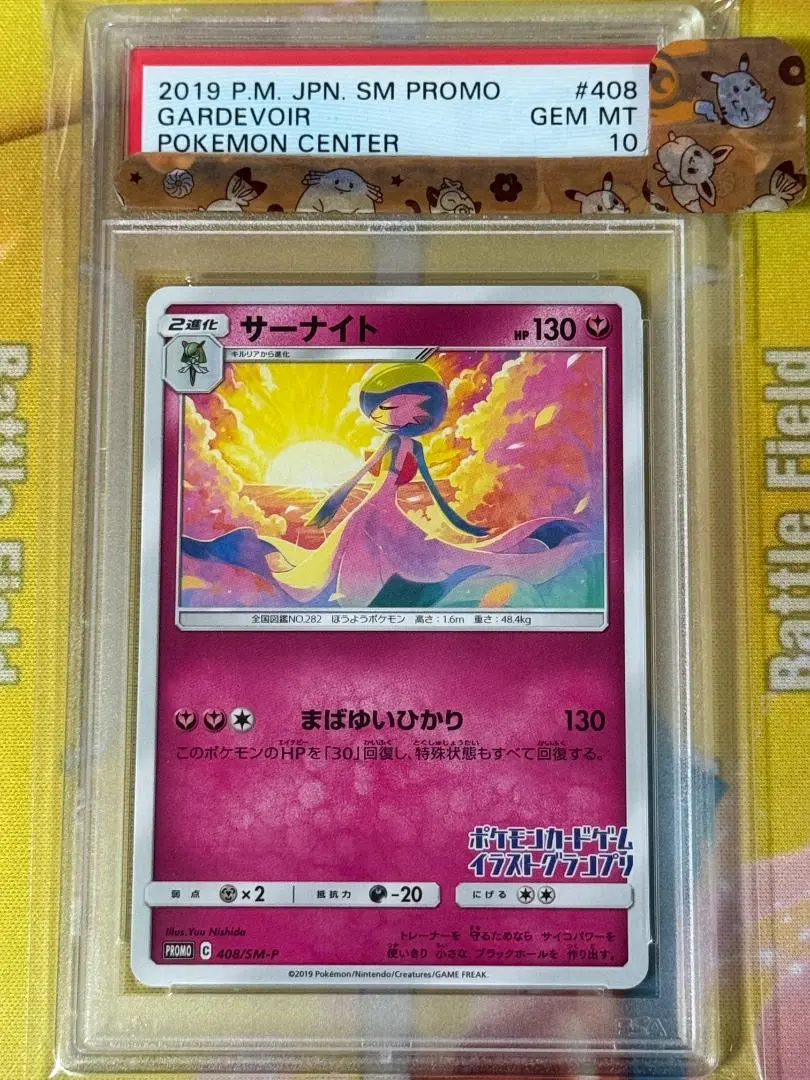 2019 P.M. JPN. SM PROMO #408
GARDEVOIR GEM MT
POKEMON CENTER 10
2進化 サーナイト HP 130
キルリアから進化
全国図鑑NO.282 ほうようポケモン 高さ:1.6m 重さ:48.4kg
まばゆいひかり 130
このポケモンのHPを「30」回復し、特殊状態もすべて回復する。
ポケモンカードゲーム
イラストグランプリ
弱点 ×2 抵抗力 -20 にげる
Illus.Yuu Nishida
トレーナーを 守るためなら サイコパワーを
使いきり 小さな ブラックホールを 作り出す。
PROMO C 408/SM-P
©2019 Pokémon/Nintendo/Creatures/GAME FREAK.
PSA
Battle Field
Battle Field